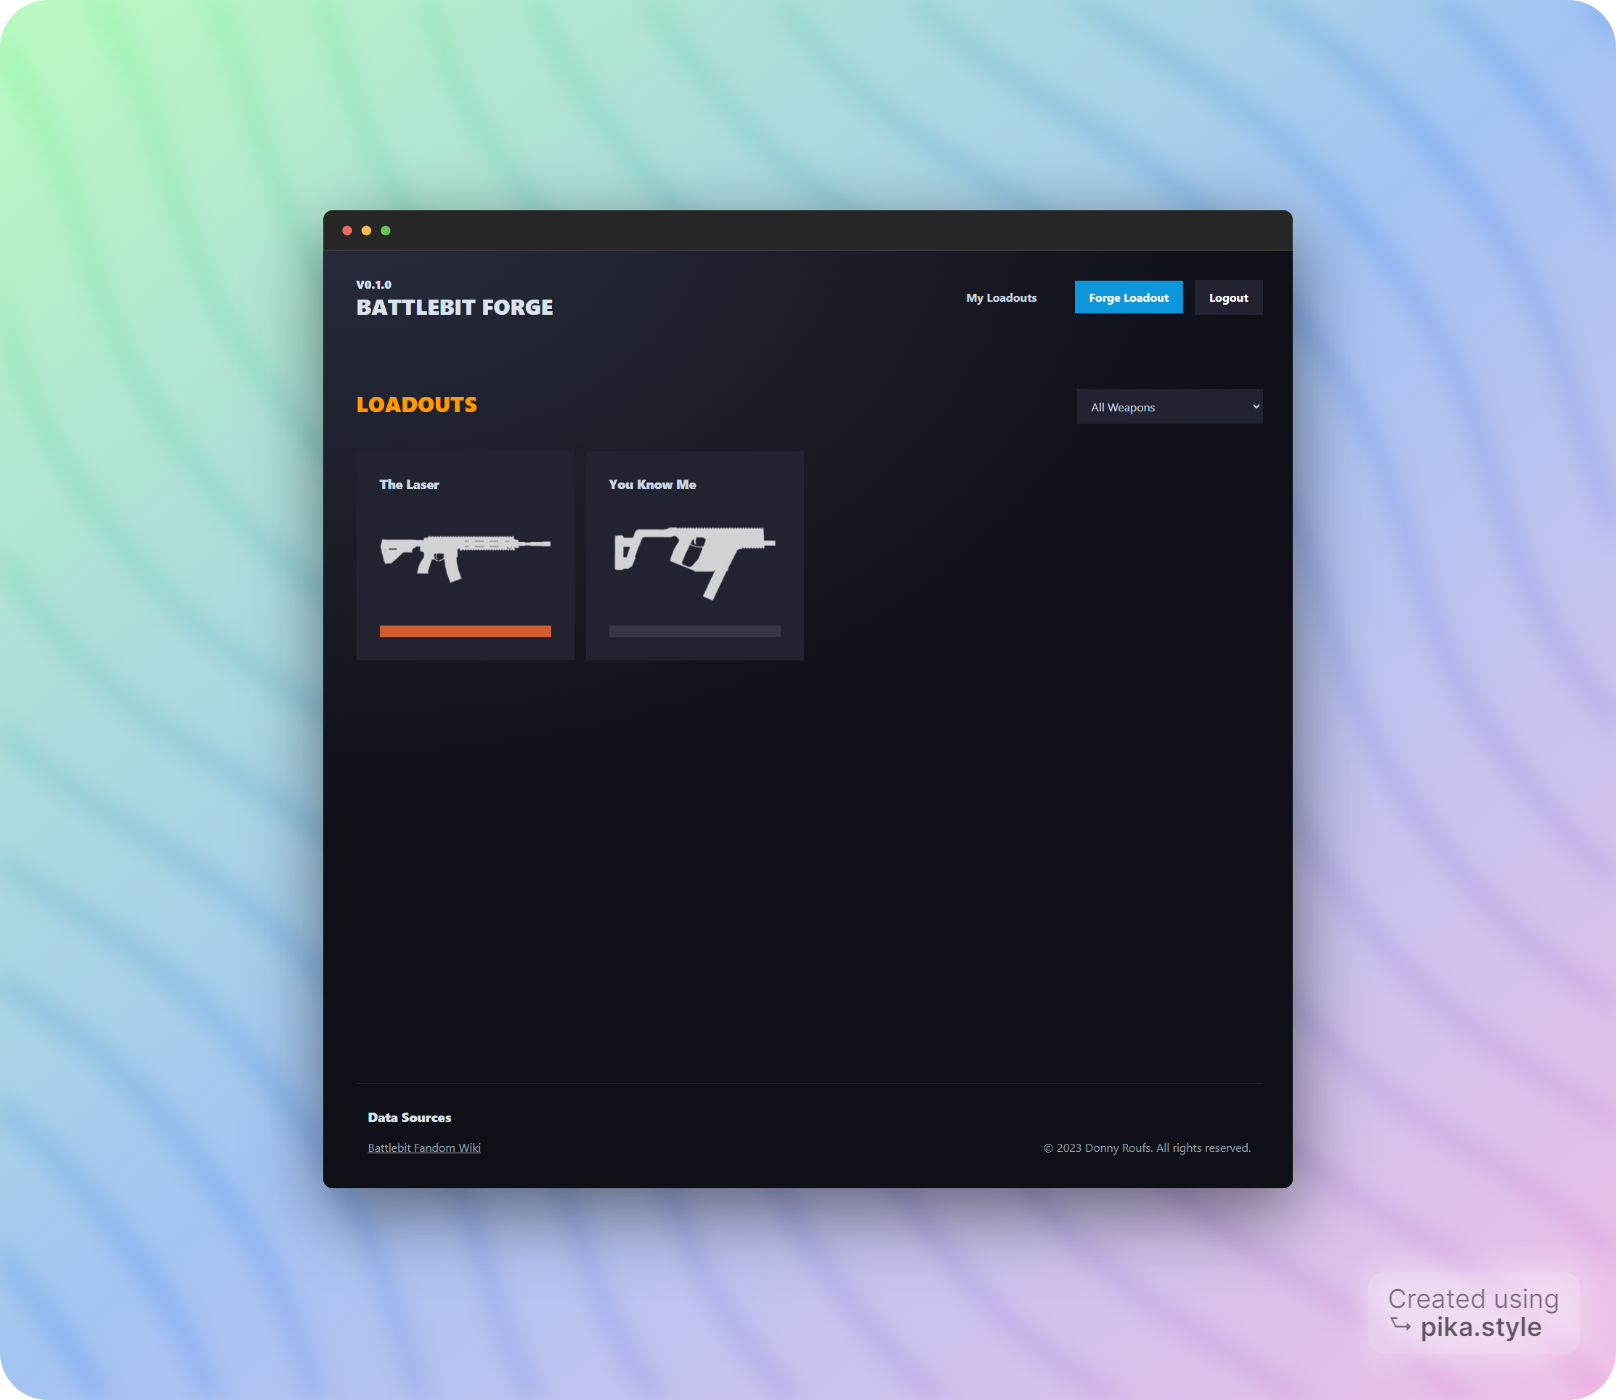 V0.1.0
BATTLEBIT FORGE
My Loadouts
Forge Loadout
Logout
LOADOUTS
All Weapons
The Laser
You Know Me
Data Sources
Battlebit Fandom Wiki
© 2023 Donny Roufs. All rights reserved.
Created using
pika.style